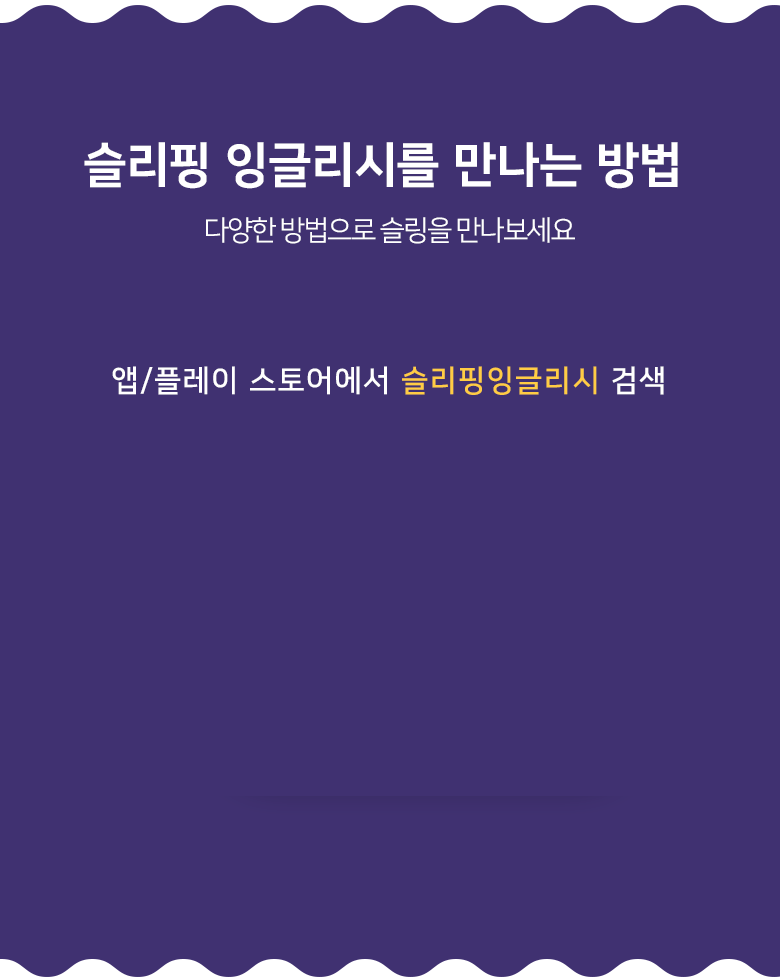 슬리핑 잉글리시를 만나는 방법
다양한 방법으로 슬링을 만나보세요
앱/플레이 스토어에서 슬리핑잉글리시 검색